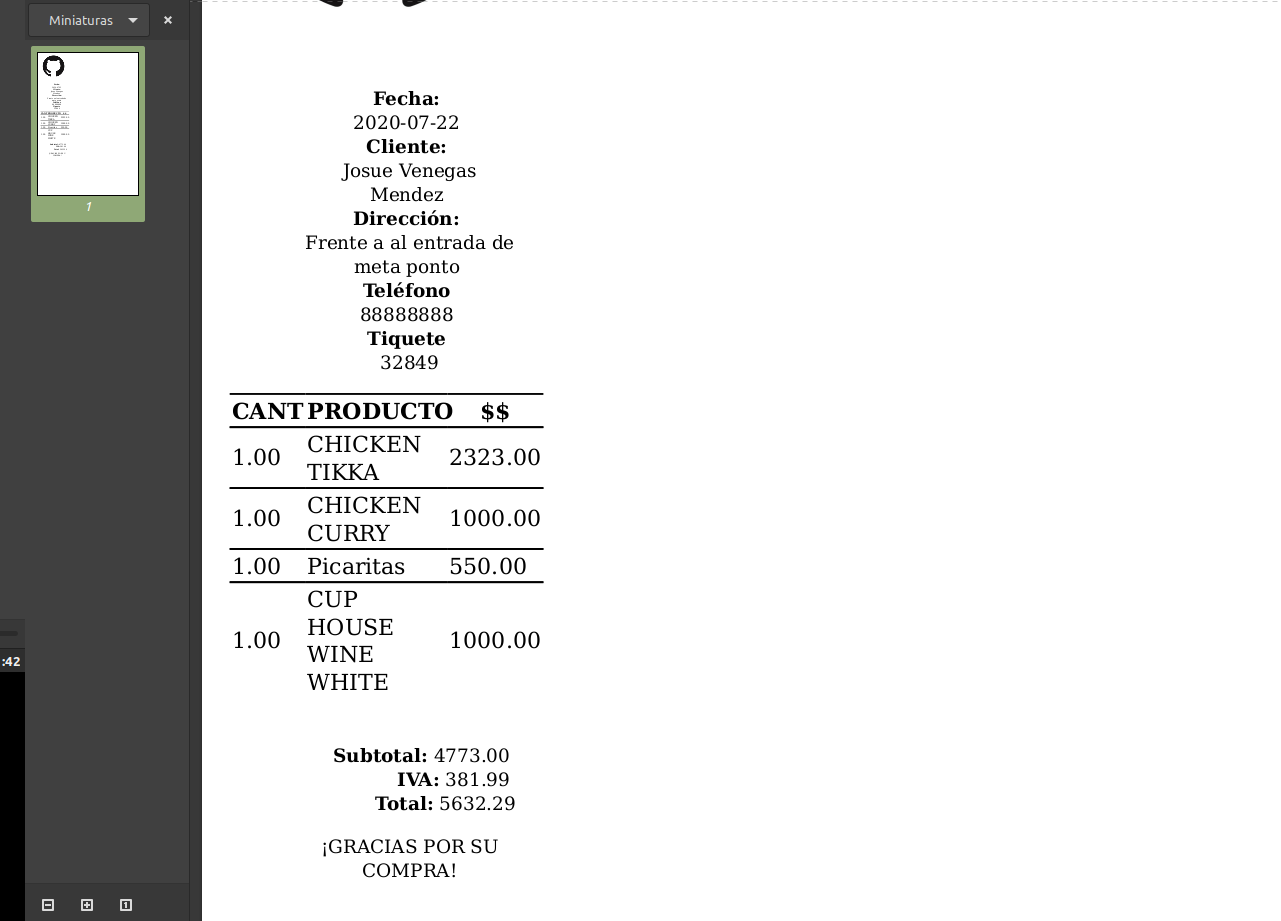 Miniaturas
Fecha:
2020-07-22
Cliente:
Josue Venegas
Mendez
Dirección:
Frente a al entrada de
meta ponto
Teléfono
88888888
Tiquete
32849
CANT PRODUCTO $$
1.00 CHICKEN TIKKA 2323.00
1.00 CHICKEN CURRY 1000.00
1.00 Picaritas 550.00
1.00 CUP HOUSE WINE WHITE 1000.00
Subtotal: 4773.00
IVA: 381.99
Total: 5632.29
¡GRACIAS POR SU
COMPRA!
1
:42